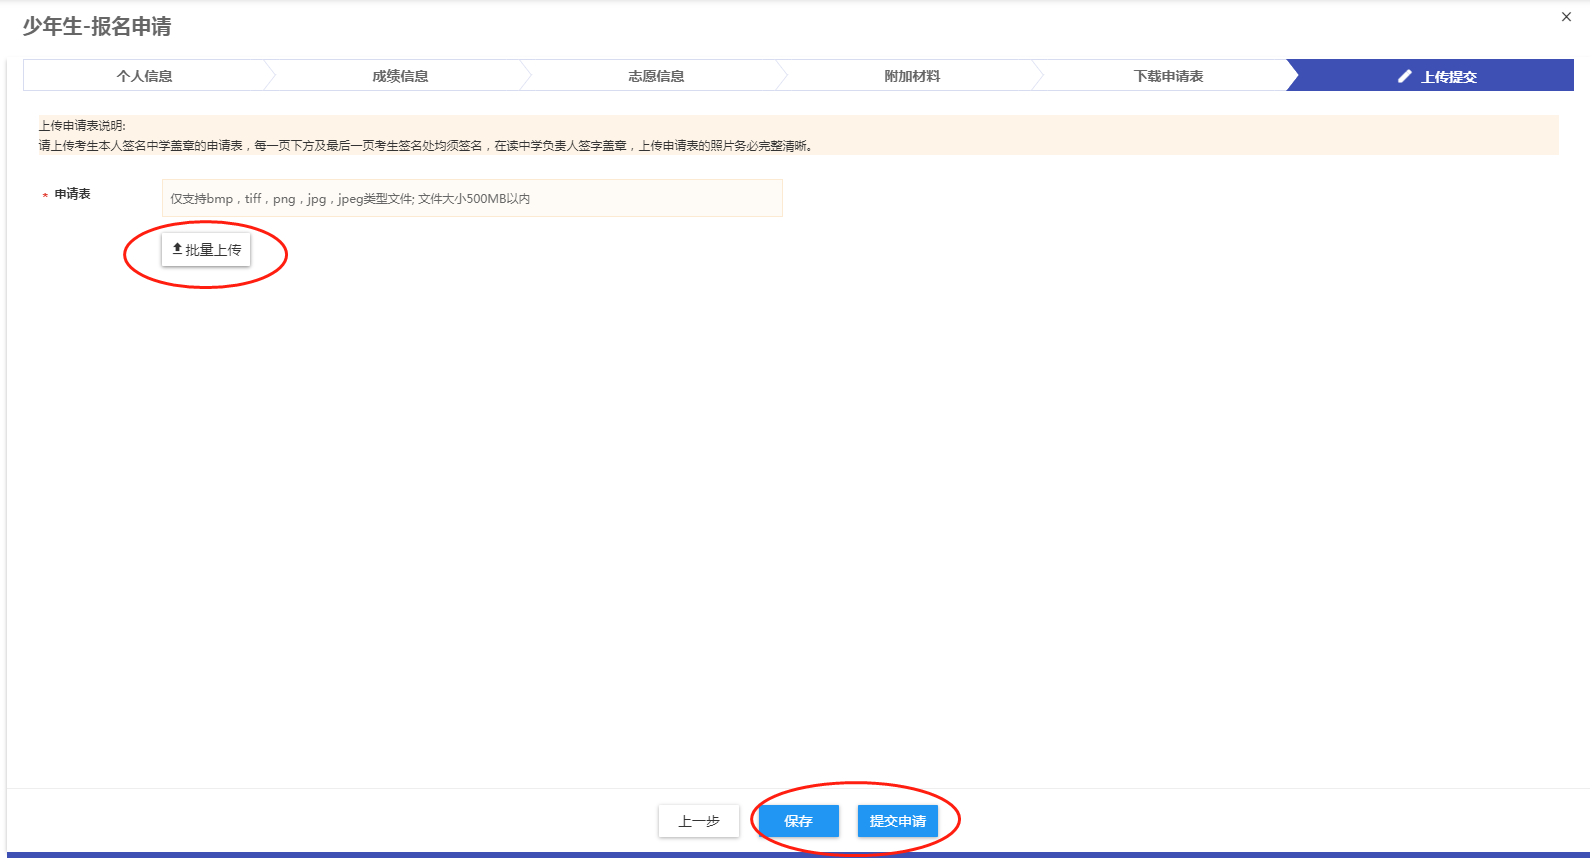 少年生-报名申请
个人信息
成绩信息
志愿信息
附加材料
下载申请表
上传提交
上传申请表说明:
请上传考生本人签名中学盖章的申请表，每一页下方及最后一页考生签名处均须签名，在读中学负责人签字盖章，上传申请表的照片务必完整清晰。
* 申请表
仅支持bmp，tiff，png，jpg，jpeg类型文件; 文件大小500MB以内
批量上传
上一步
保存
提交申请